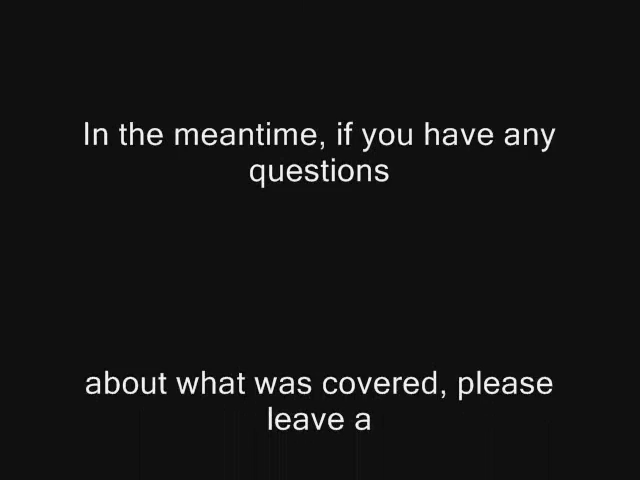 In the meantime, if you have any
questions
about what was covered, please
leave a